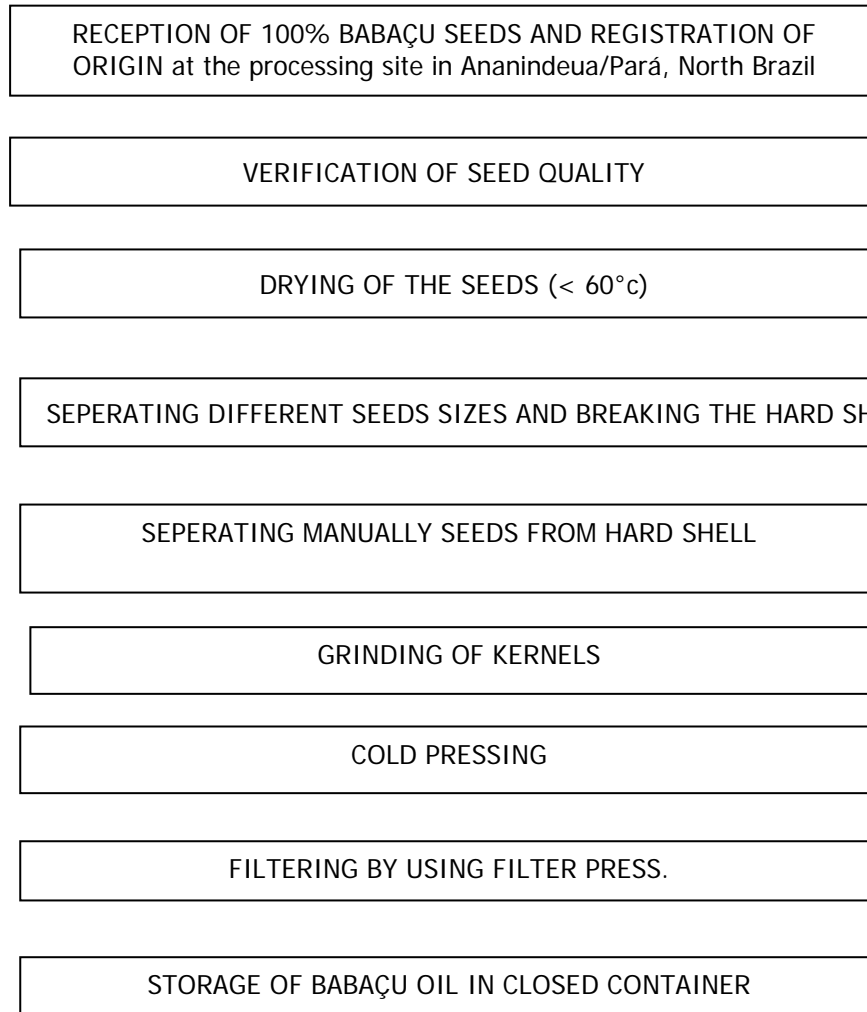 RECEPTION OF 100% BABAÇU SEEDS AND REGISTRATION OF
ORIGIN at the processing site in Ananindeua/Pará, North Brazil
VERIFICATION OF SEED QUALITY
DRYING OF THE SEEDS (< 60°c)
SEPERATING DIFFERENT SEEDS SIZES AND BREAKING THE HARD
SEPERATING MANUALLY SEEDS FROM HARD SHELL
GRINDING OF KERNELS
COLD PRESSING
FILTERING BY USING FILTER PRESS.
STORAGE OF BABAÇU OIL IN CLOSED CONTAINER